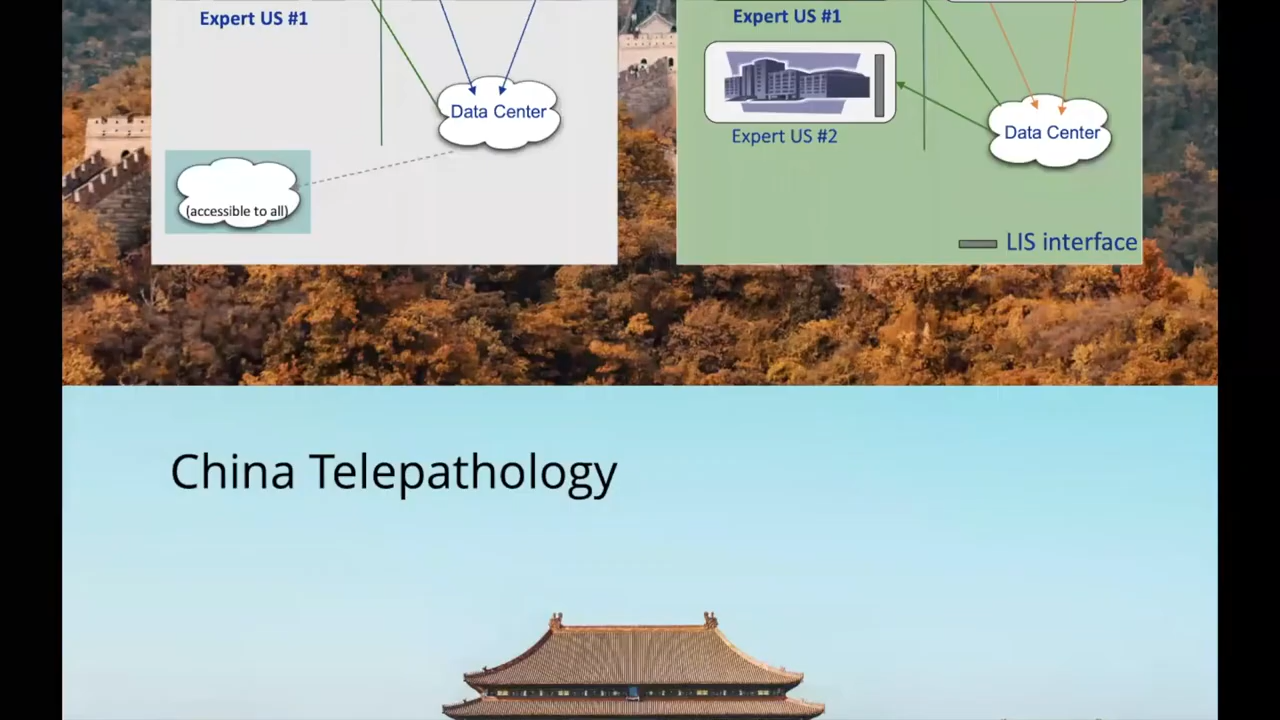 Expert US #1
Data Center
(accessible to all)
Expert US #1
Expert US #2
Data Center
LIS interface
China Telepathology